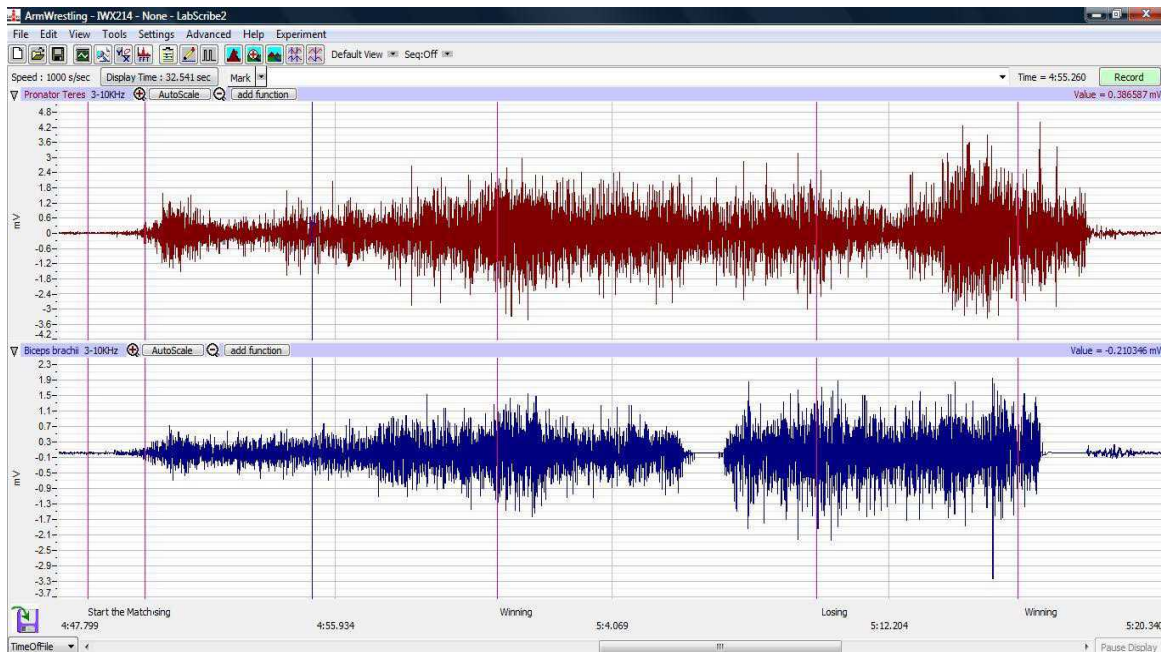 ArmWrestling - IWX214 - None - LabScribe2
File Edit View Tools Settings Advanced Help Experiment
Default View Seq:Off
Speed : 1000 s/sec Display Time : 32.541 sec Mark Time = 4:55.260 Record
Pronator Teres 3-10KHz AutoScale add function Value = 0.386587 mV
4.8-
4.2-
3.6-
3-
2.4-
1.8-
1.2-
0.6-
0-
-0.6-
-1.2-
-1.8-
-2.4-
-3-
-3.6-
-4.2-
mV
Biceps brachii 3-10KHz AutoScale add function Value = -0.210346 mV
2.3-
1.9-
1.5-
1.1-
0.7-
0.3-
-0.1-
-0.5-
-0.9-
-1.3-
-1.7-
-2.1-
-2.5-
-2.9-
-3.3-
-3.7-
mV
Start the Match sing Winning Losing Winning
4:47.799 4:55.934 5:4.069 5:12.204 5:20.340
TimeOfFile Pause Display